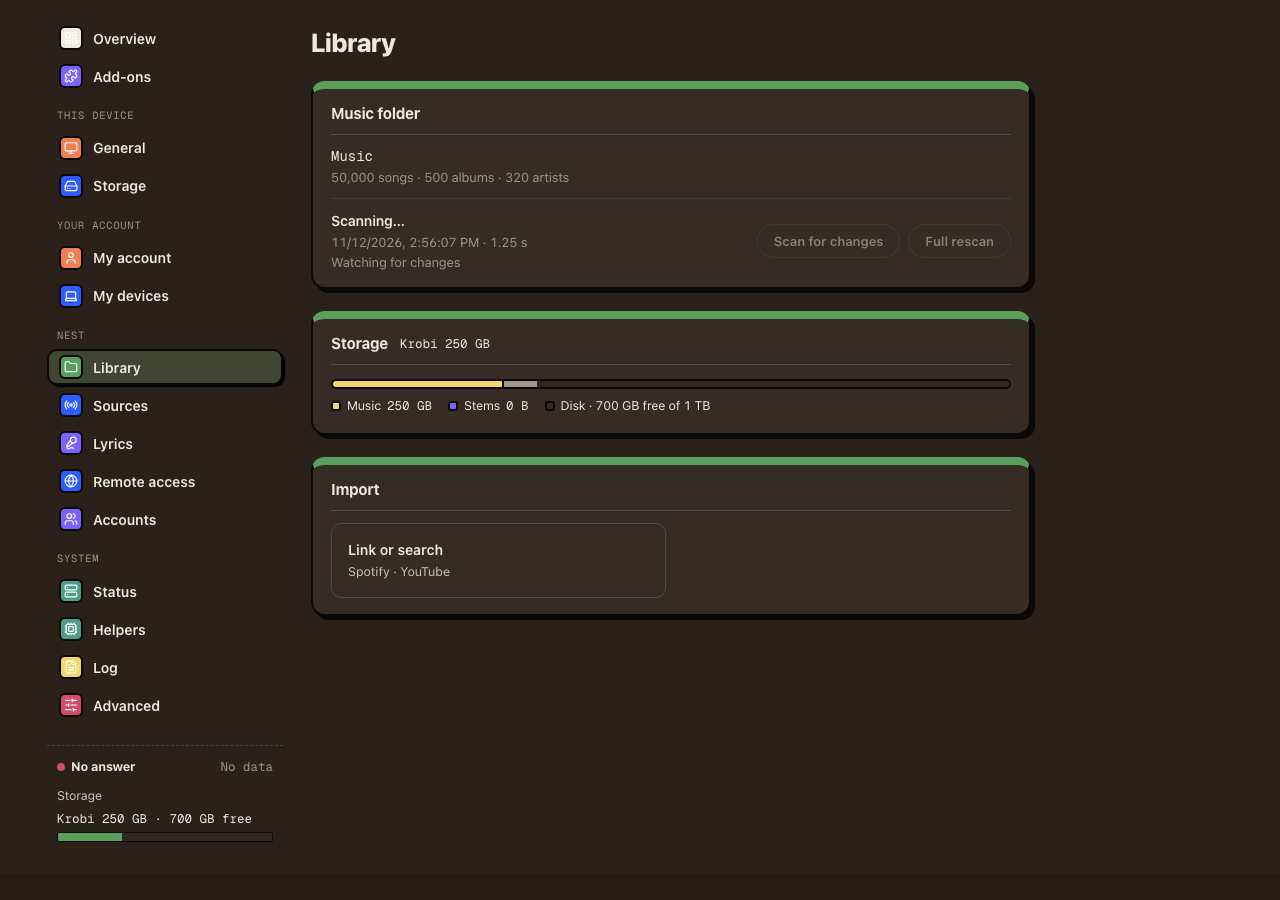 Overview
Add-ons
THIS DEVICE
General
Storage
YOUR ACCOUNT
My account
My devices
NEST
Library
Sources
Lyrics
Remote access
Accounts
SYSTEM
Status
Helpers
Log
Advanced
No answer No data
Storage
Krobi 250 GB · 700 GB free
Library
Music folder
Music
50,000 songs · 500 albums · 320 artists
Scanning...
11/12/2026, 2:56:07 PM · 1.25 s
Watching for changes
Scan for changes Full rescan
Storage Krobi 250 GB
Music 250 GB Stems 0 B Disk · 700 GB free of 1 TB
Import
Link or search
Spotify · YouTube